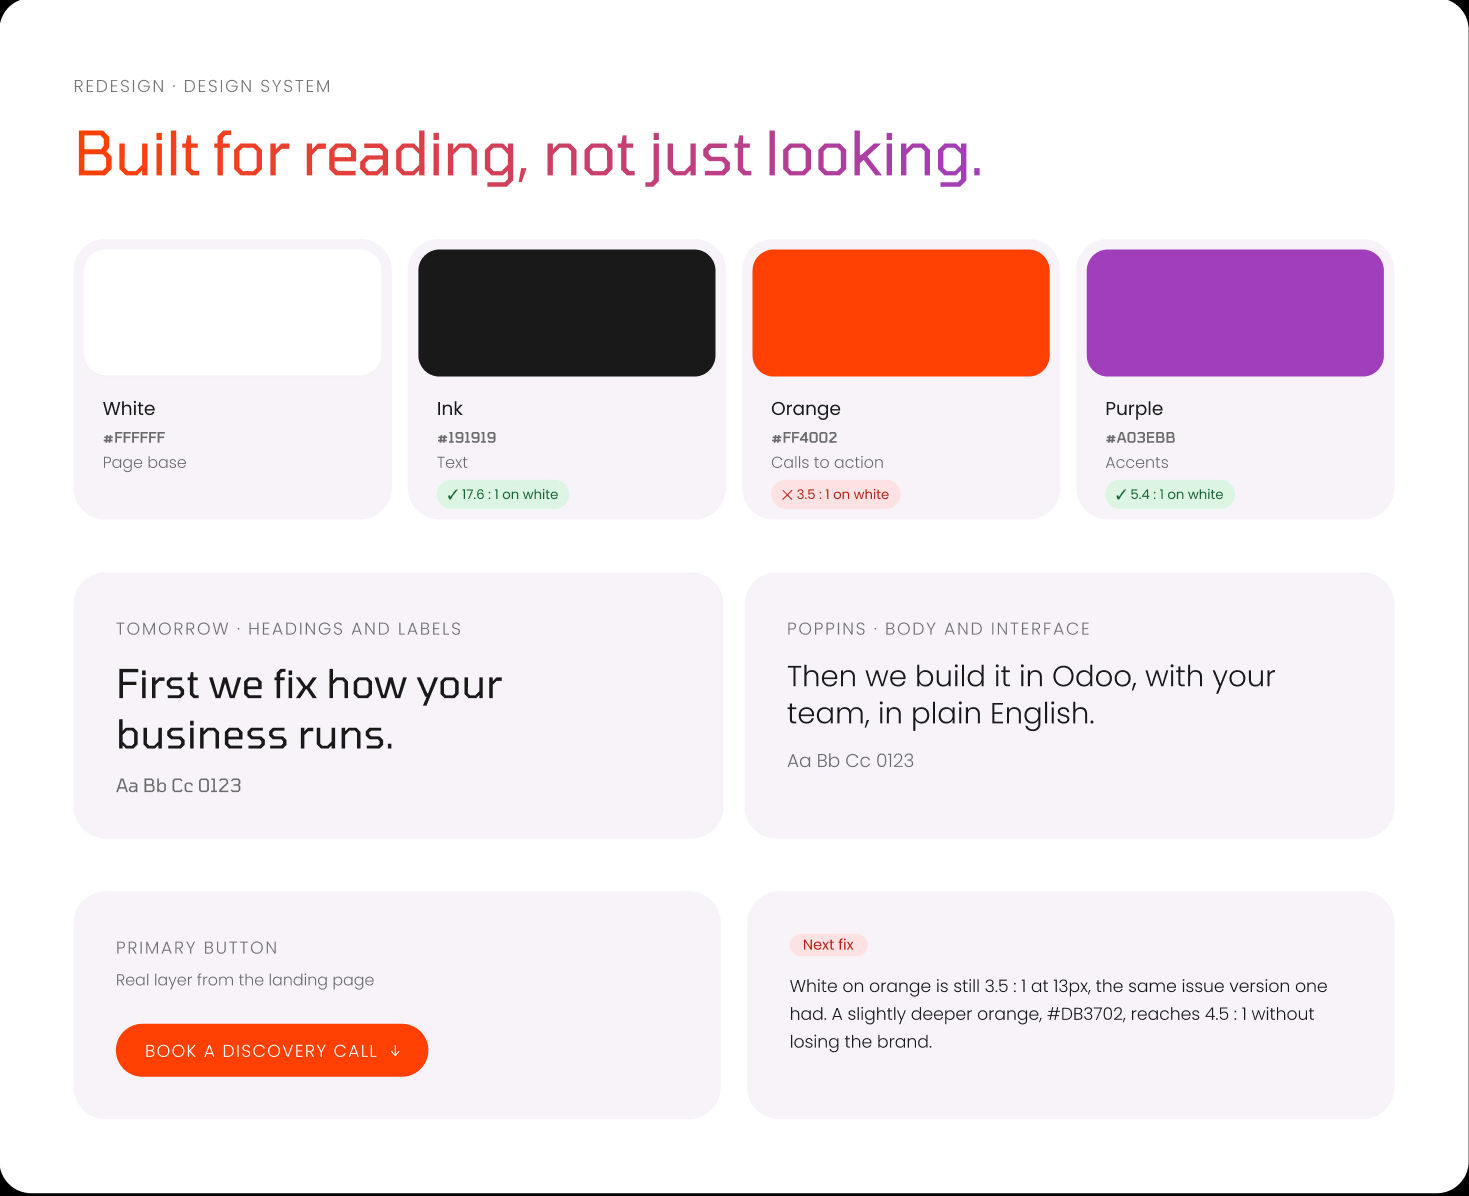 REDESIGN · DESIGN SYSTEM
Built for reading, not just looking.
White
#FFFFFF
Page base
Ink
#191919
Text
✓ 17.6 : 1 on white
Orange
#FF4002
Calls to action
✕ 3.5 : 1 on white
Purple
#A03EBB
Accents
✓ 5.4 : 1 on white
TOMORROW · HEADINGS AND LABELS
First we fix how your
business runs.
Aa Bb Cc 0123
POPPINS · BODY AND INTERFACE
Then we build it in Odoo, with your
team, in plain English.
Aa Bb Cc 0123
PRIMARY BUTTON
Real layer from the landing page
BOOK A DISCOVERY CALL ↓
Next fix
White on orange is still 3.5 : 1 at 13px, the same issue version one
had. A slightly deeper orange, #DB3702, reaches 4.5 : 1 without
losing the brand.